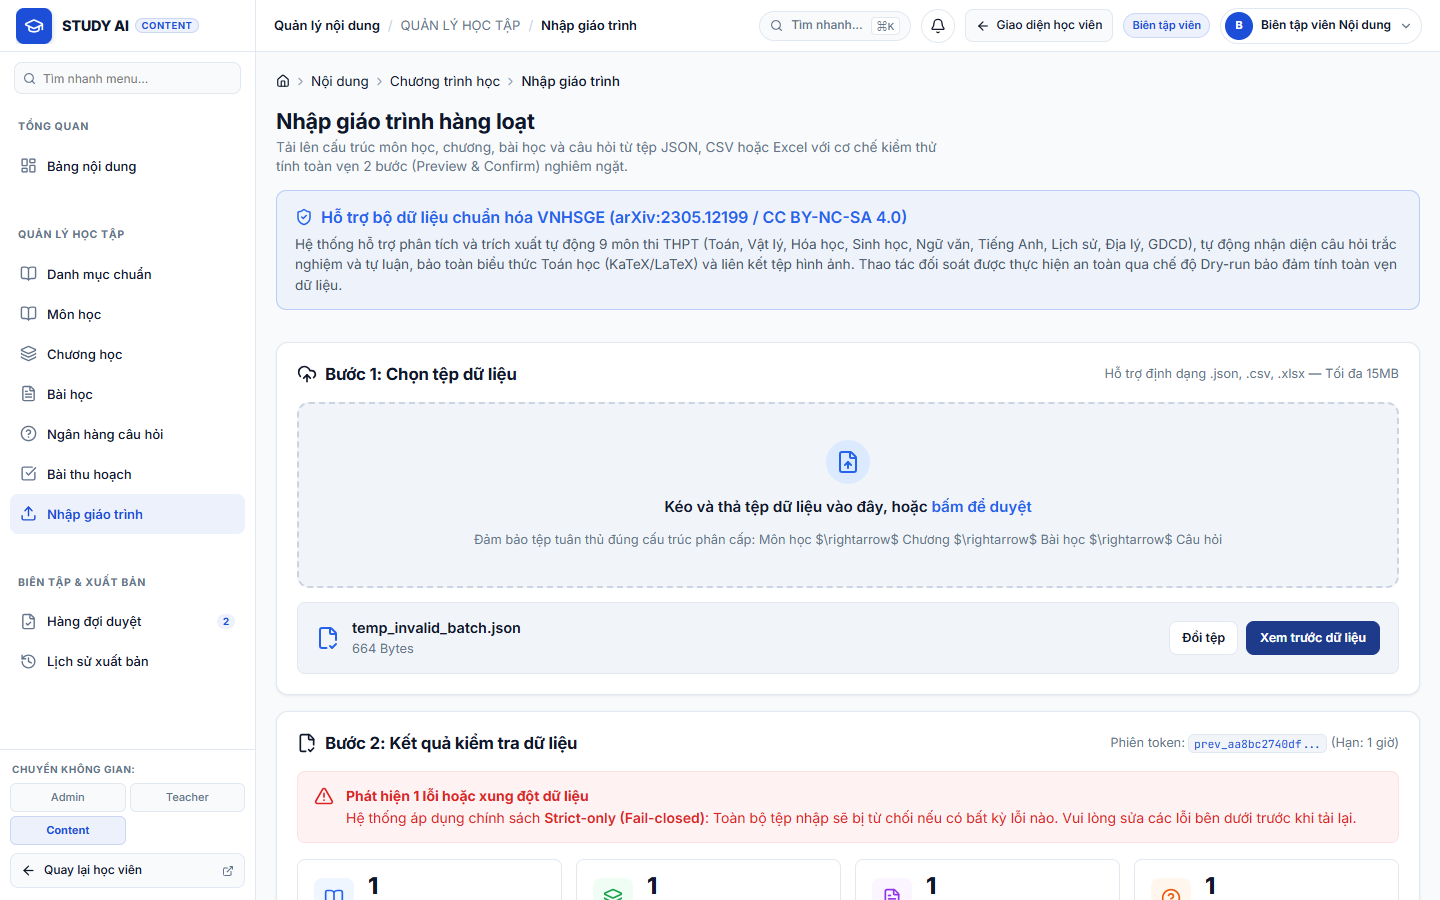 STUDY AI CONTENT
Quản lý nội dung / QUẢN LÝ HỌC TẬP / Nhập giáo trình
Tìm nhanh... ⌘K
Giao diện học viên
Biên tập viên
B Biên tập viên Nội dung
Tìm nhanh menu...
TỔNG QUAN
Bảng nội dung
QUẢN LÝ HỌC TẬP
Danh mục chuẩn
Môn học
Chương học
Bài học
Ngân hàng câu hỏi
Bài thu hoạch
Nhập giáo trình
BIÊN TẬP & XUẤT BẢN
Hàng đợi duyệt 2
Lịch sử xuất bản
CHUYỂN KHÔNG GIAN:
Admin Teacher
Content
Quay lại học viên
Nội dung > Chương trình học > Nhập giáo trình
Nhập giáo trình hàng loạt
Tải lên cấu trúc môn học, chương, bài học và câu hỏi từ tệp JSON, CSV hoặc Excel với cơ chế kiểm thử
tính toàn vẹn 2 bước (Preview & Confirm) nghiêm ngặt.
Hỗ trợ bộ dữ liệu chuẩn hóa VNHSGE (arXiv:2305.12199 / CC BY-NC-SA 4.0)
Hệ thống hỗ trợ phân tích và trích xuất tự động 9 môn thi THPT (Toán, Vật lý, Hóa học, Sinh học, Ngữ văn, Tiếng Anh, Lịch sử, Địa lý, GDCD), tự động nhận diện câu hỏi trắc
nghiệm và tự luận, bảo toàn biểu thức Toán học (KaTeX/LaTeX) và liên kết tệp hình ảnh. Thao tác đối soát được thực hiện an toàn qua chế độ Dry-run bảo đảm tính toàn vẹn
dữ liệu.
Bước 1: Chọn tệp dữ liệu
Hỗ trợ định dạng .json, .csv, .xlsx — Tối đa 15MB
Kéo và thả tệp dữ liệu vào đây, hoặc bấm để duyệt
Đảm bảo tệp tuân thủ đúng cấu trúc phân cấp: Môn học $\rightarrow$ Chương $\rightarrow$ Bài học $\rightarrow$ Câu hỏi
temp_invalid_batch.json
664 Bytes
Đổi tệp
Xem trước dữ liệu
Bước 2: Kết quả kiểm tra dữ liệu
Phiên token: prev_aa8bc2740df... (Hạn: 1 giờ)
Phát hiện 1 lỗi hoặc xung đột dữ liệu
Hệ thống áp dụng chính sách Strict-only (Fail-closed): Toàn bộ tệp nhập sẽ bị từ chối nếu có bất kỳ lỗi nào. Vui lòng sửa các lỗi bên dưới trước khi tải lại.
1 1 1 1